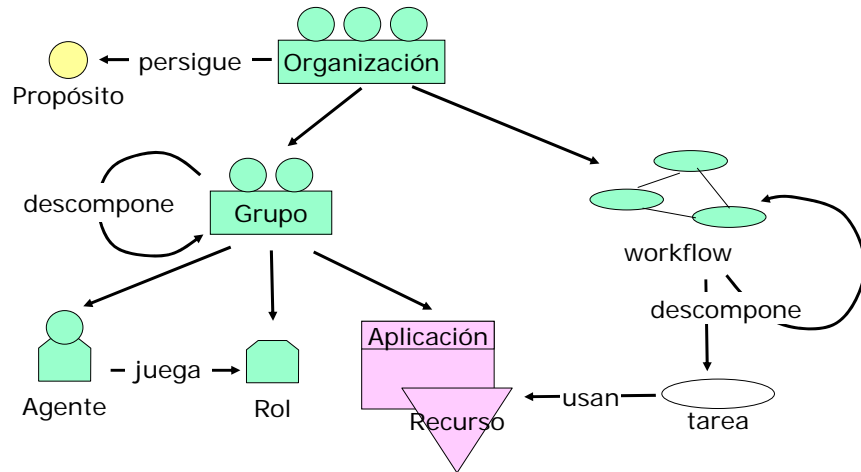 persigue
Organización
Propósito
descompone
Grupo
workflow
descompone
Aplicación
juega
Agente
Rol
Recurso
usan
tarea